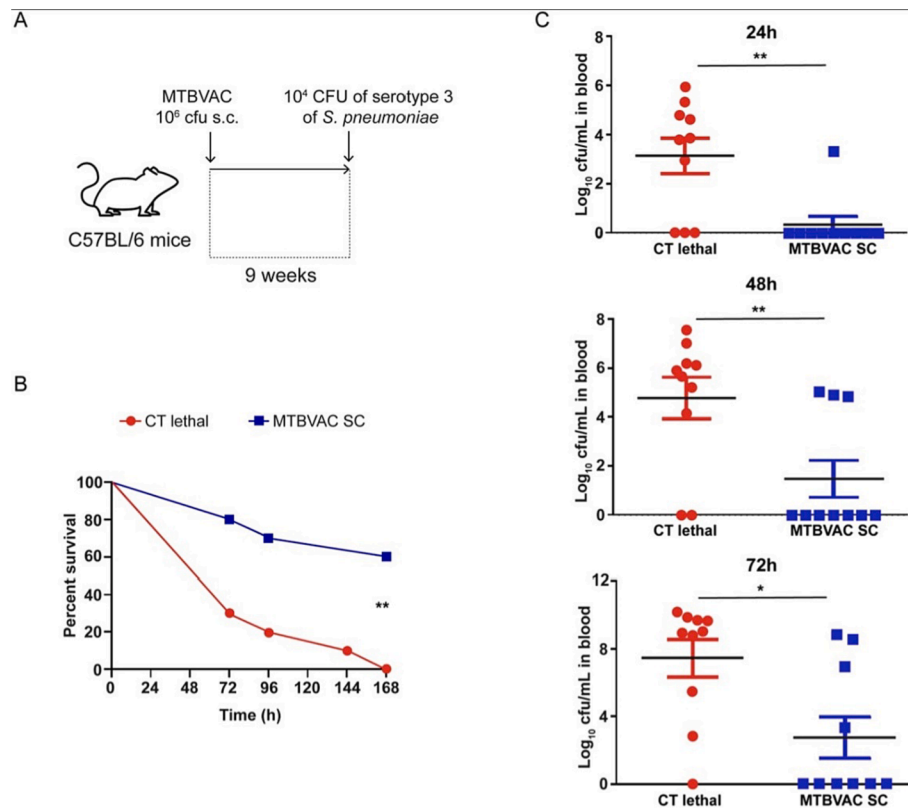 A
MTBVAC
10⁶ cfu s.c.
10⁴ CFU of serotype 3
of S. pneumoniae
C57BL/6 mice
9 weeks
B
CT lethal
MTBVAC SC
Percent survival
100
80
60
40
20
0
0 24 48 72 96 120 144 168
Time (h)
**
C
24h
**
Log₁₀ cfu/mL in blood
8
6
4
2
0
CT lethal MTBVAC SC
48h
**
Log₁₀ cfu/mL in blood
8
6
4
2
0
CT lethal MTBVAC SC
72h
*
Log₁₀ cfu/mL in blood
12
8
4
0
CT lethal MTBVAC SC